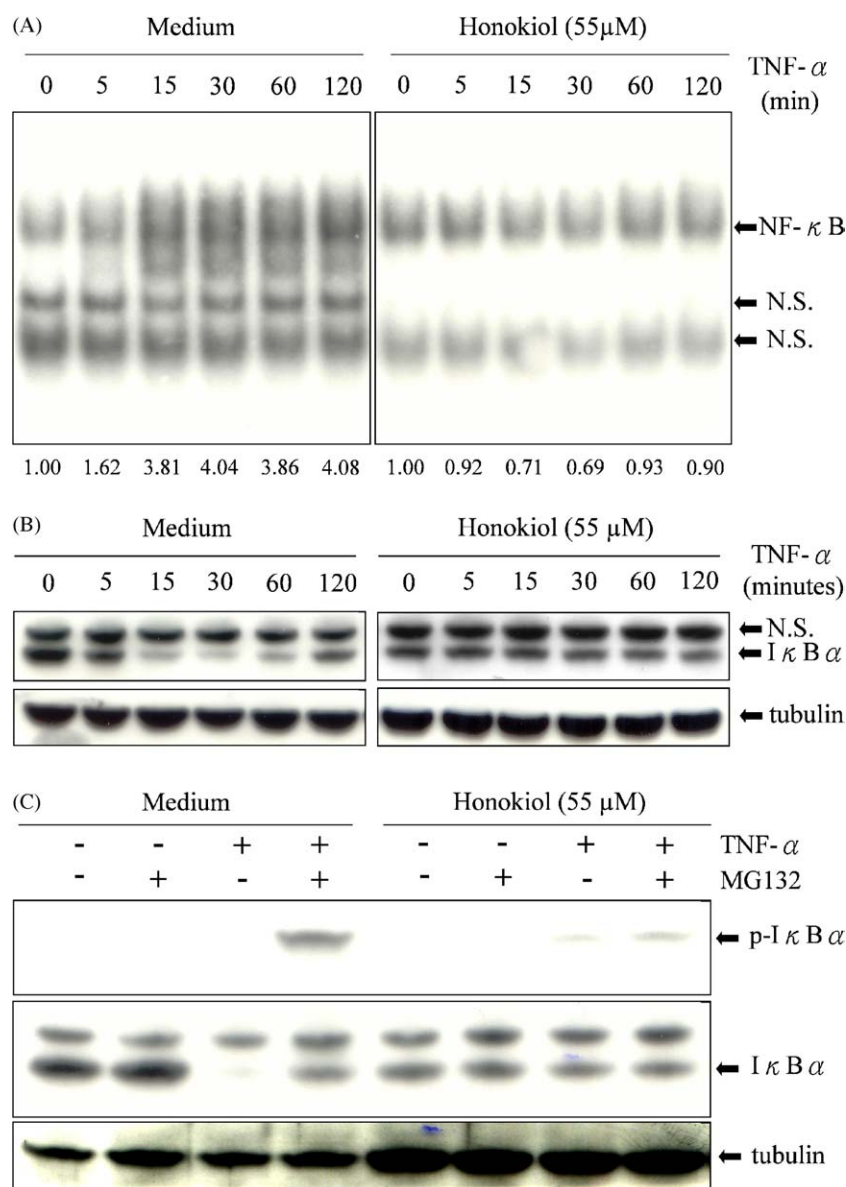 (A)
Medium Honokiol (55μM)
0 5 15 30 60 120 0 5 15 30 60 120 TNF-α
(min)
NF-κB
N.S.
N.S.
1.00 1.62 3.81 4.04 3.86 4.08 1.00 0.92 0.71 0.69 0.93 0.90
(B)
Medium Honokiol (55 μM)
TNF-α
0 5 15 30 60 120 0 5 15 30 60 120 (minutes)
N.S.
IκBα
tubulin
(C)
Medium Honokiol (55 μM)
- - + + - - + + TNF-α
- + - + - + - + MG132
p-IκBα
IκBα
tubulin